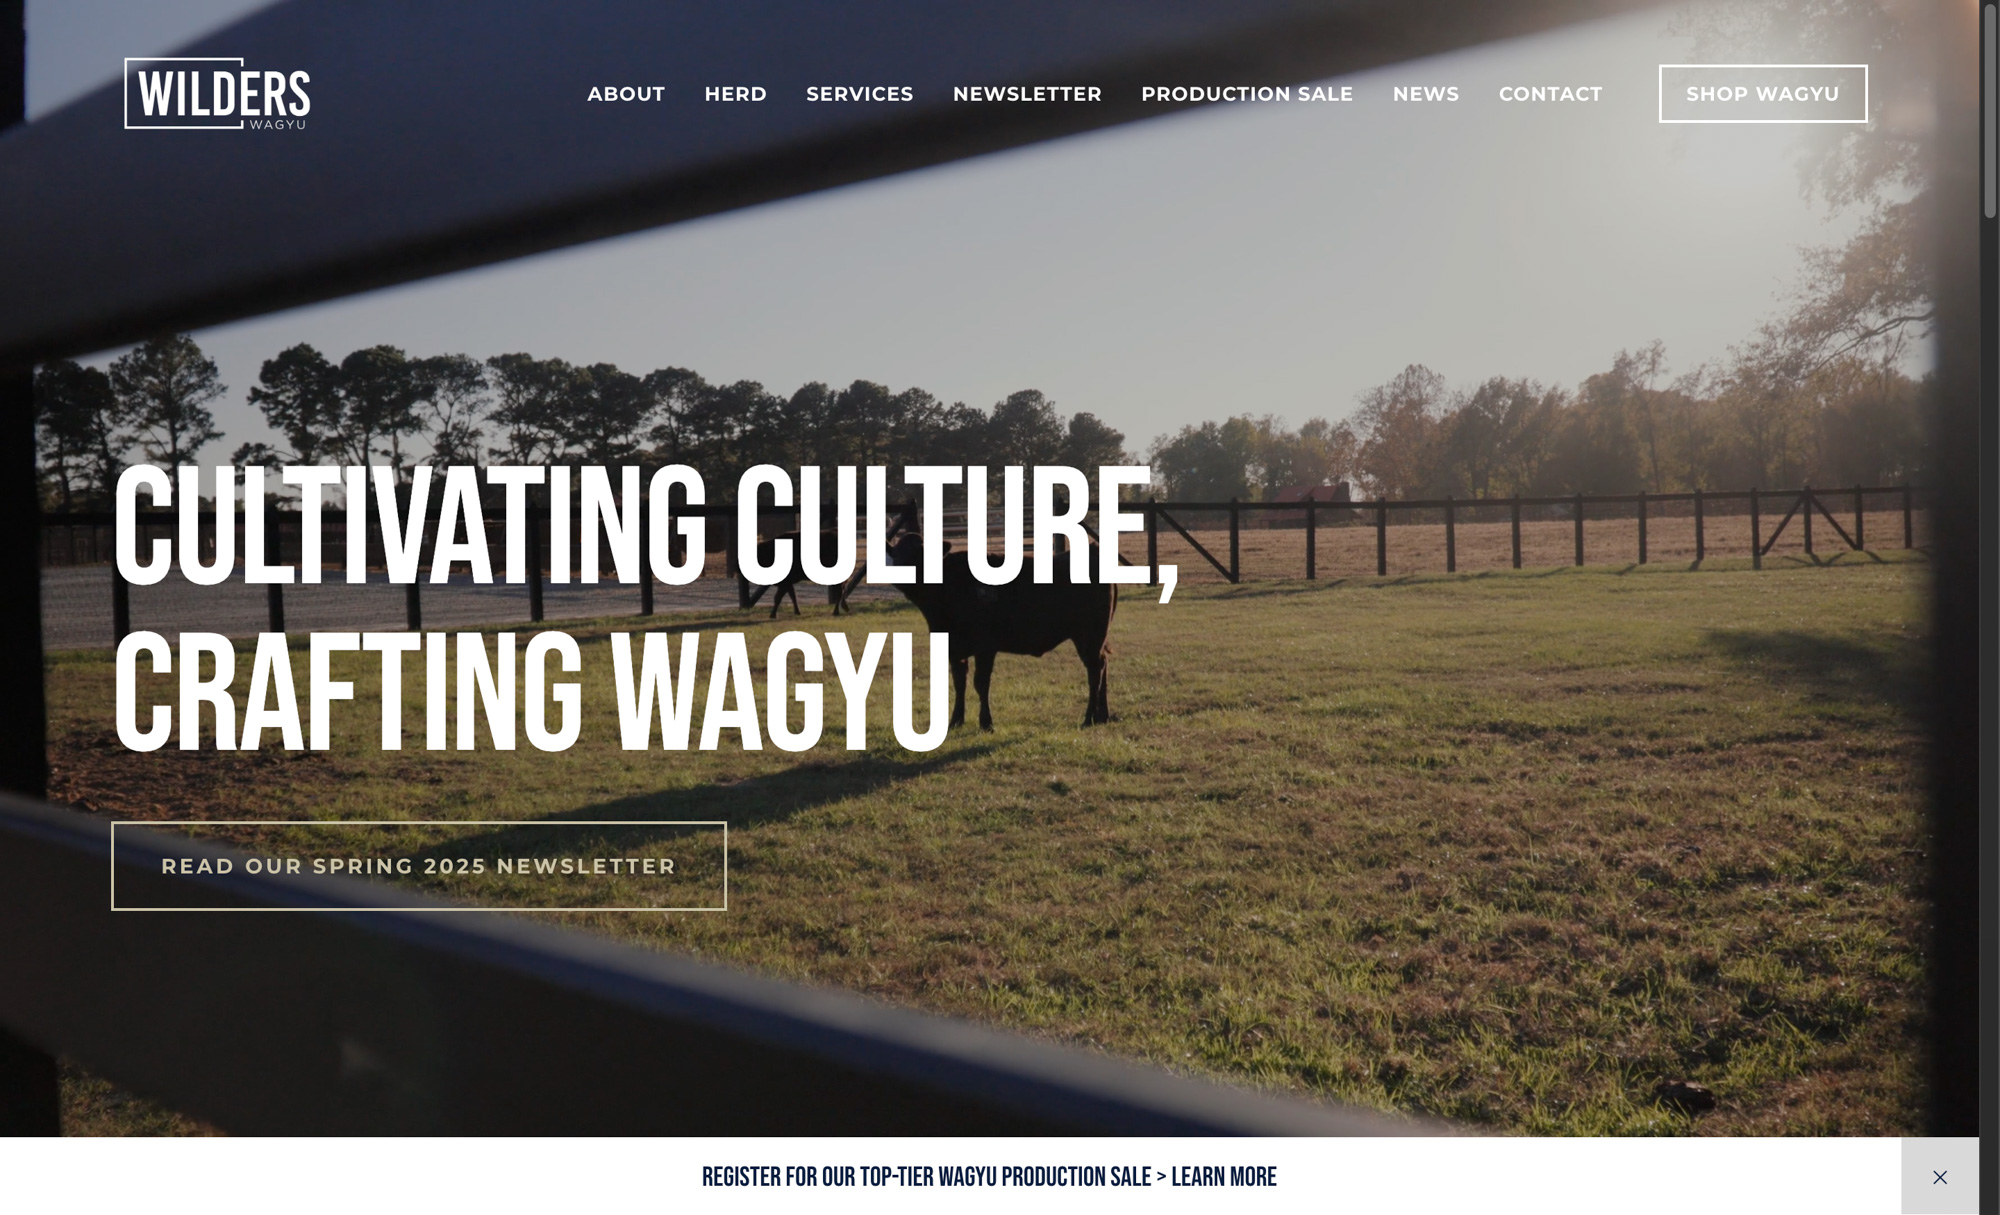 WILDERS
WAGYU
ABOUT HERD SERVICES NEWSLETTER PRODUCTION SALE NEWS CONTACT SHOP WAGYU
CULTIVATING CULTURE,
CRAFTING WAGYU
READ OUR SPRING 2025 NEWSLETTER
REGISTER FOR OUR TOP-TIER WAGYU PRODUCTION SALE > LEARN MORE